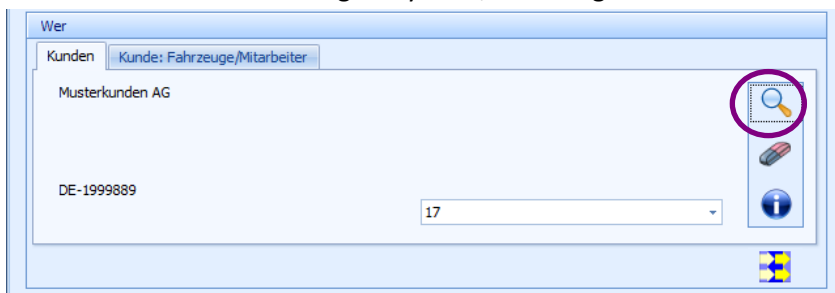 Wer
Kunden Kunde: Fahrzeuge/Mitarbeiter
Musterkunden AG
DE-1999889
17